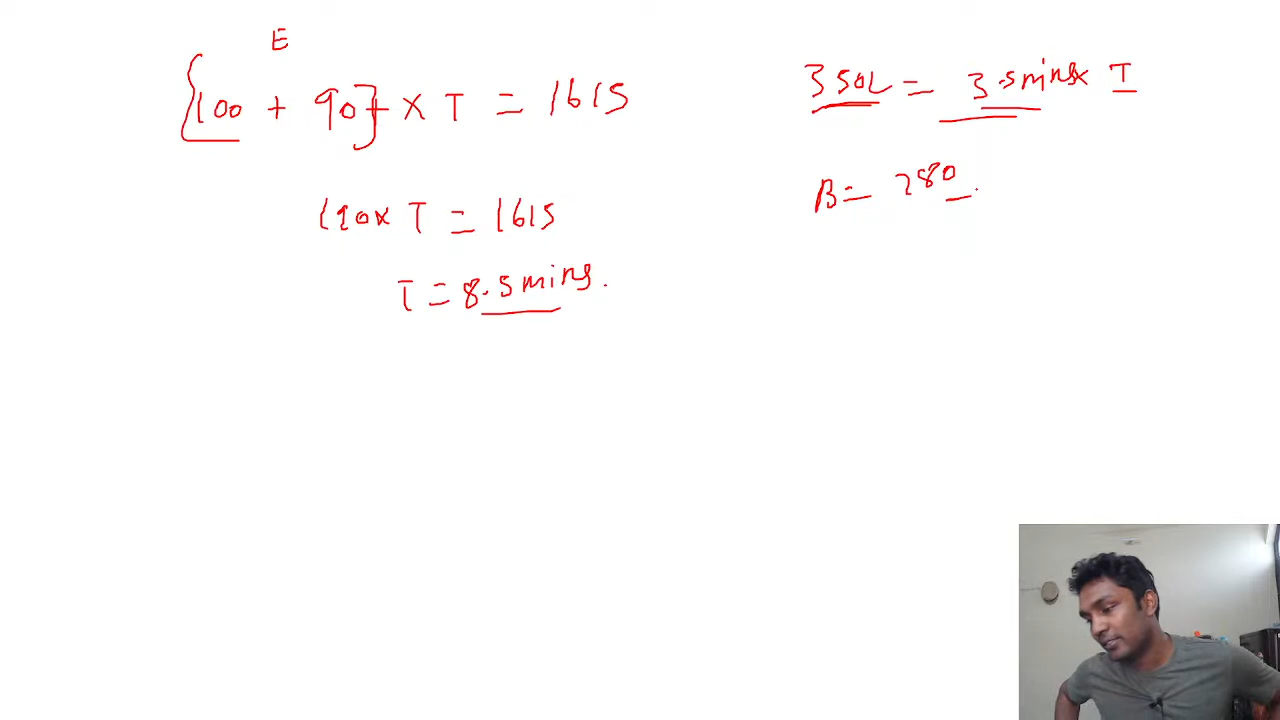 E
{100 + 90} × T = 1615
190 × T = 1615
T = 8.5 mins.
350L = 3.5 mins × T
B = 280.